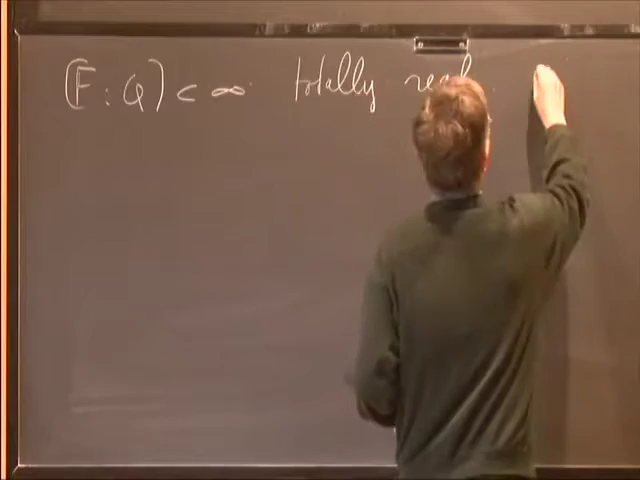 (F : Q) < ∞ totally real.